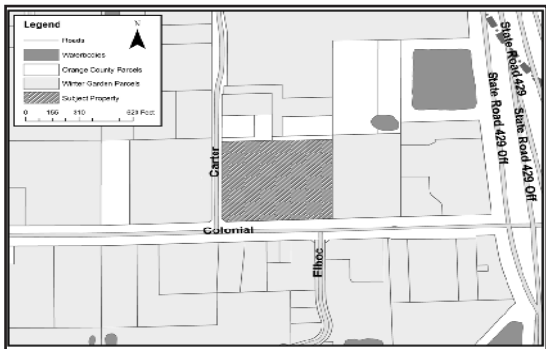 Legend
N
Roads
Waterbodies
Orange County Parcels
Winter Garden Parcels
Subject Property
0 155 310 620 Feet
State Road 429
State Road 429 Off
State Road 429 Off
Carter
Colonial